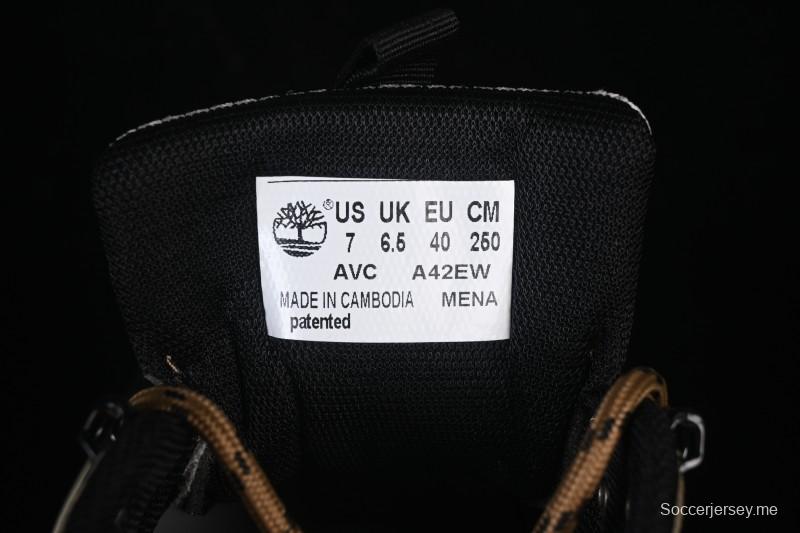 ® US UK EU CM
7 6.5 40 250
AVC A42EW
MADE IN CAMBODIA MENA
patented
Soccerjersey.me